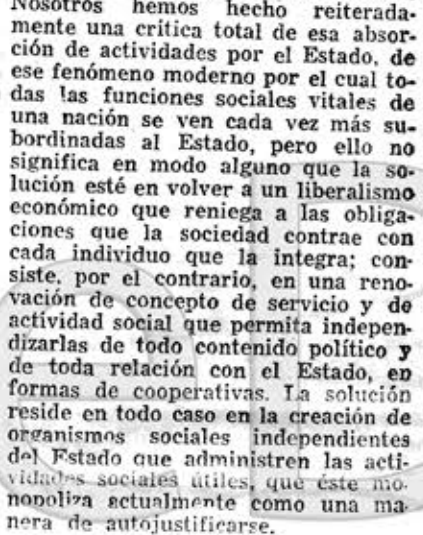 Nosotros hemos hecho reiterada-
mente una critica total de esa absor-
ción de actividades por el Estado, de
ese fenómeno moderno por el cual to-
das las funciones sociales vitales de
una nación se ven cada vez más su-
bordinadas al Estado, pero ello no
significa en modo alguno que la so-
lución esté en volver a un liberalismo
económico que reniega a las obliga-
ciones que la sociedad contrae con
cada individuo que la integra; con-
siste, por el contrario, en una reno-
vación de concepto de servicio y de
actividad social que permita indepen-
dizarlas de todo contenido político y
de toda relación con el Estado, en
formas de cooperativas. La solución
reside en todo caso en la creación de
organismos sociales independientes
del Estado que administren las acti-
vidades sociales útiles, que éste mo-
nopoliza actualmente como una ma-
nera de autojustificarse.